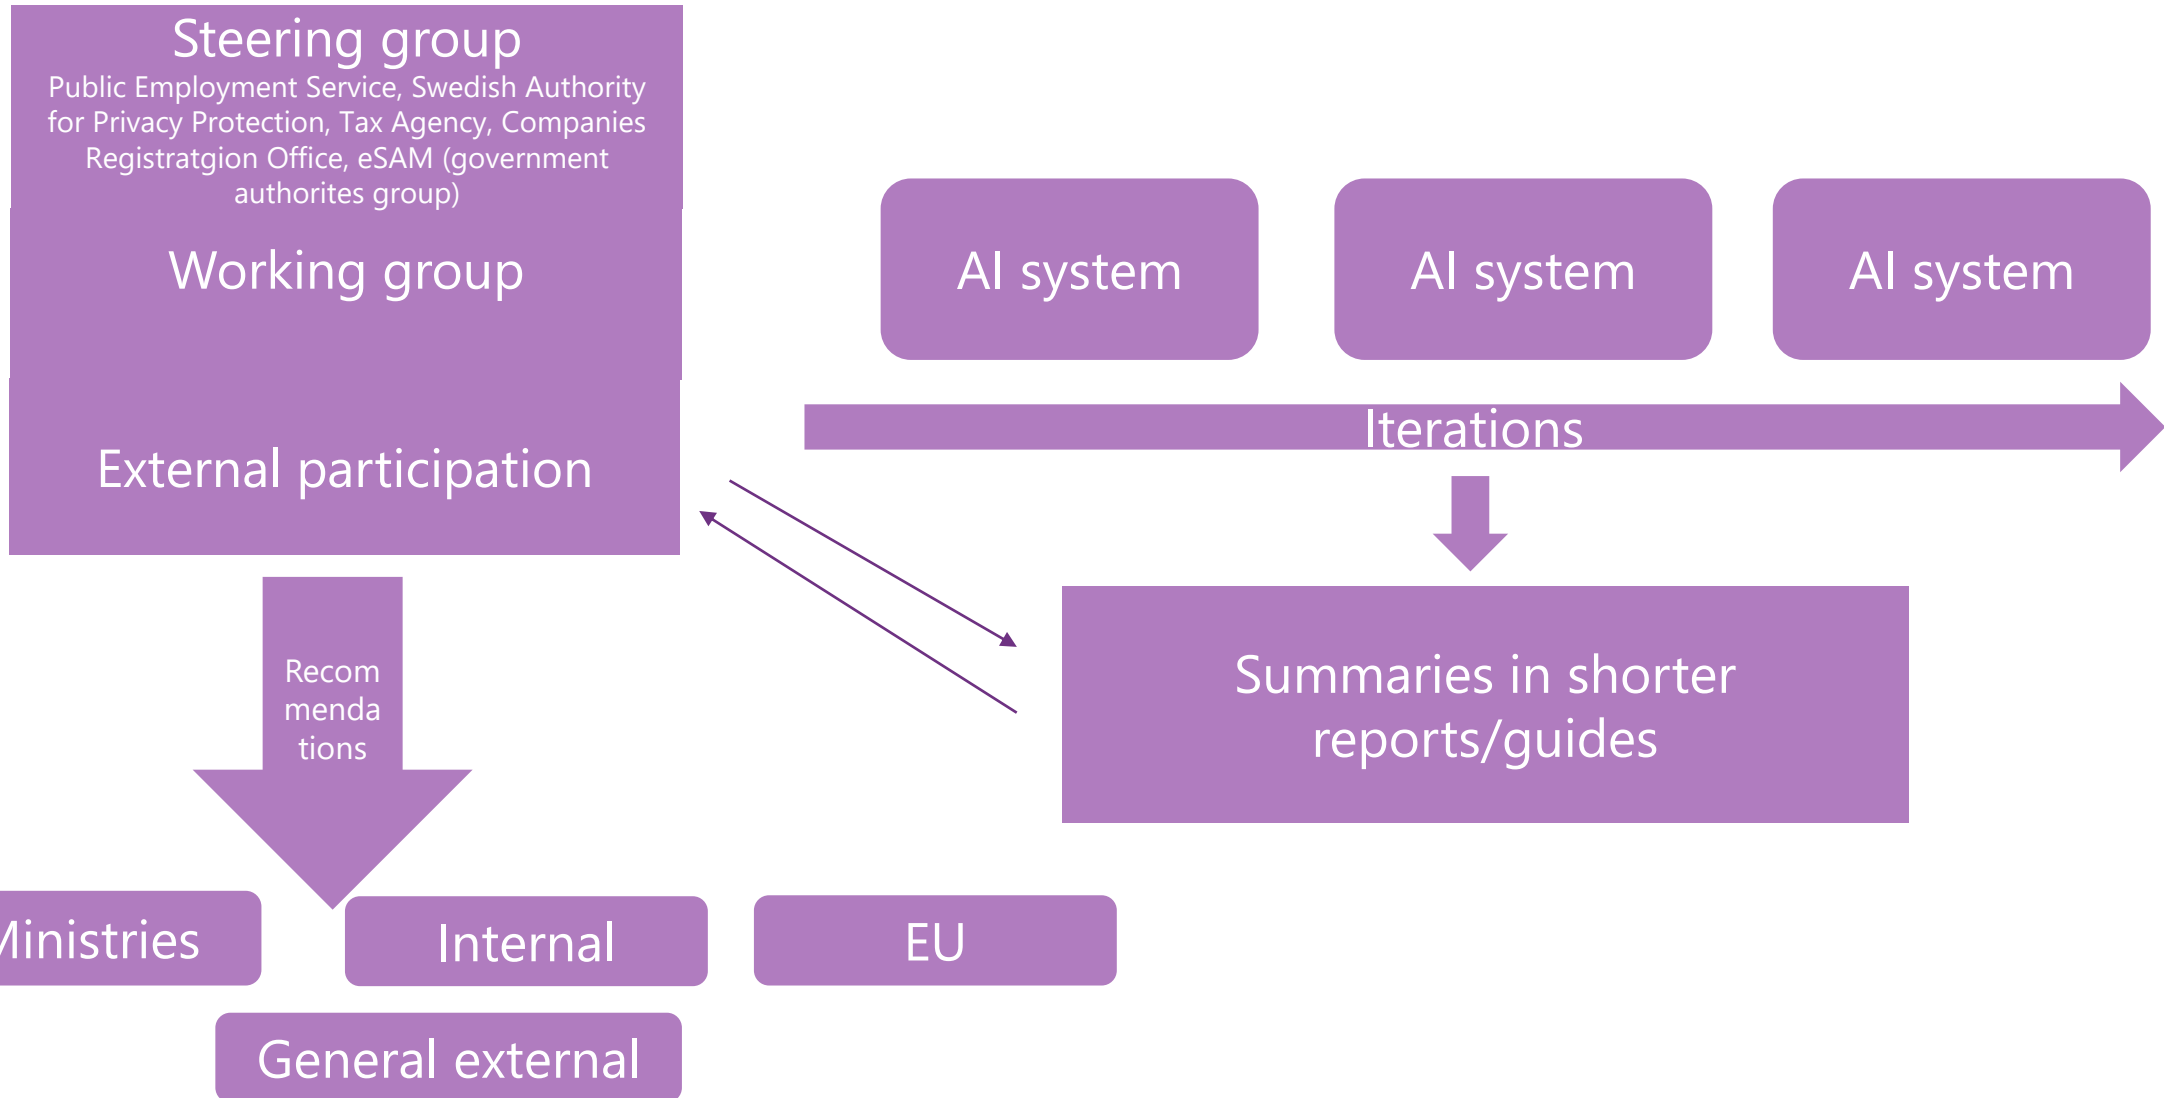 Steering group
Public Employment Service, Swedish Authority
for Privacy Protection, Tax Agency, Companies
Registratgion Office, eSAM (government
authorites group)
Working group
External participation
AI system
AI system
AI system
Iterations
Recom
menda
tions
Summaries in shorter
reports/guides
Ministries
Internal
EU
General external